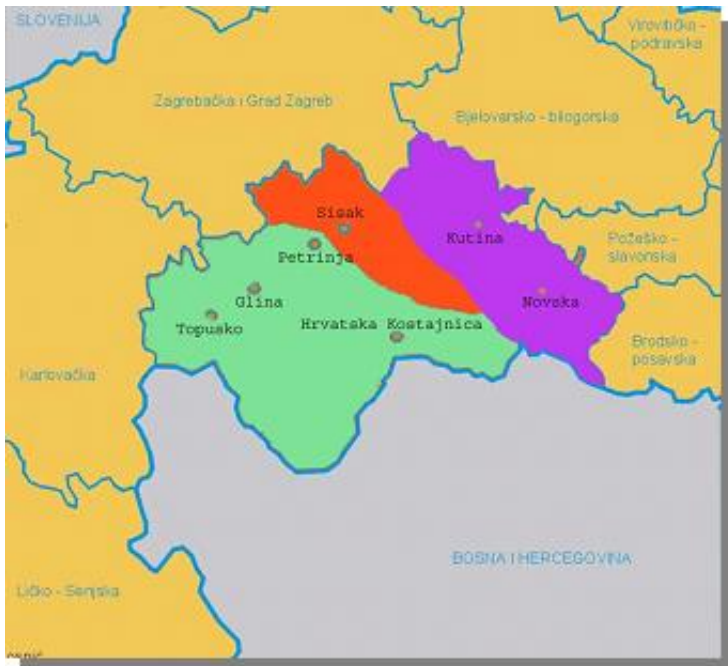 SLOVENIJA
Virovitička -
podravska
Zagrebačka i Grad Zagreb
Bjelovarsko - bilogorska
Sisak
Kutina
Petrinja
Požeško -
slavonska
Glina
Novska
Topusko
Hrvatska Kostajnica
Brodsko -
posavska
Karlovačka
BOSNA I HERCEGOVINA
Ličko - Senjska